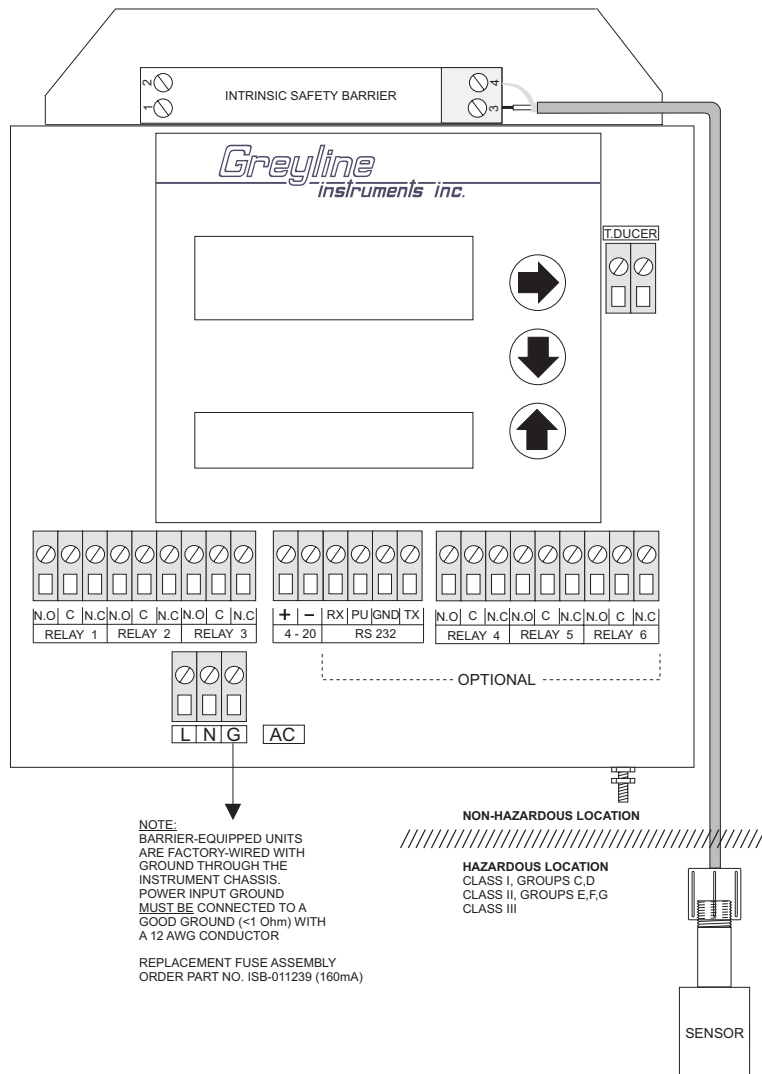 2
1
INTRINSIC SAFETY BARRIER
4
3
Greyline
instruments inc.
T.DUCER
N.O C N.C N.O C N.C N.O C N.C
RELAY 1 RELAY 2 RELAY 3
+ − RX PU GND TX
4 - 20 RS 232
N.O C N.C N.O C N.C N.O C N.C
RELAY 4 RELAY 5 RELAY 6
OPTIONAL
L N G AC
NOTE:
BARRIER-EQUIPPED UNITS
ARE FACTORY-WIRED WITH
GROUND THROUGH THE
INSTRUMENT CHASSIS.
POWER INPUT GROUND
MUST BE CONNECTED TO A
GOOD GROUND (<1 Ohm) WITH
A 12 AWG CONDUCTOR
REPLACEMENT FUSE ASSEMBLY
ORDER PART NO. ISB-011239 (160mA)
NON-HAZARDOUS LOCATION
HAZARDOUS LOCATION
CLASS I, GROUPS C,D
CLASS II, GROUPS E,F,G
CLASS III
SENSOR